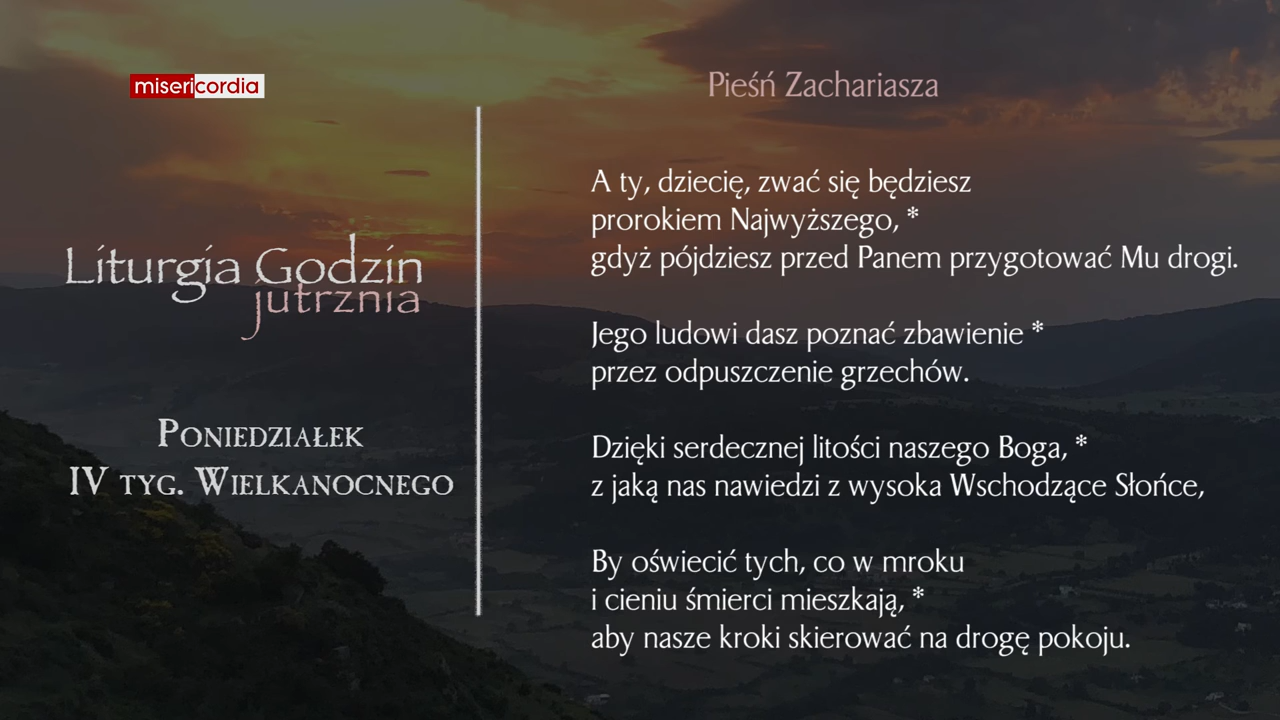 misericordia
Liturgia Godzin
jutrznia
Poniedziałek
IV tyg. Wielkanocnego
Pieśń Zachariasza
A ty, dziecię, zwać się będziesz
prorokiem Najwyższego, *
gdyż pójdziesz przed Panem przygotować Mu drogi.
Jego ludowi dasz poznać zbawienie *
przez odpuszczenie grzechów.
Dzięki serdecznej litości naszego Boga, *
z jaką nas nawiedzi z wysoka Wschodzące Słońce,
By oświecić tych, co w mroku
i cieniu śmierci mieszkają, *
aby nasze kroki skierować na drogę pokoju.